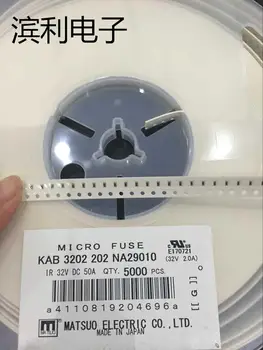 滨利电子
MICRO FUSE
KAB 3202 202 NA29010
IR 32V DC 50A QTY. 5000 PCS.
E170721
(32V 2.0A)
a4110819204696a
MATSUO ELECTRIC CO.,LTD.
MADE IN JAPAN
[[G]]